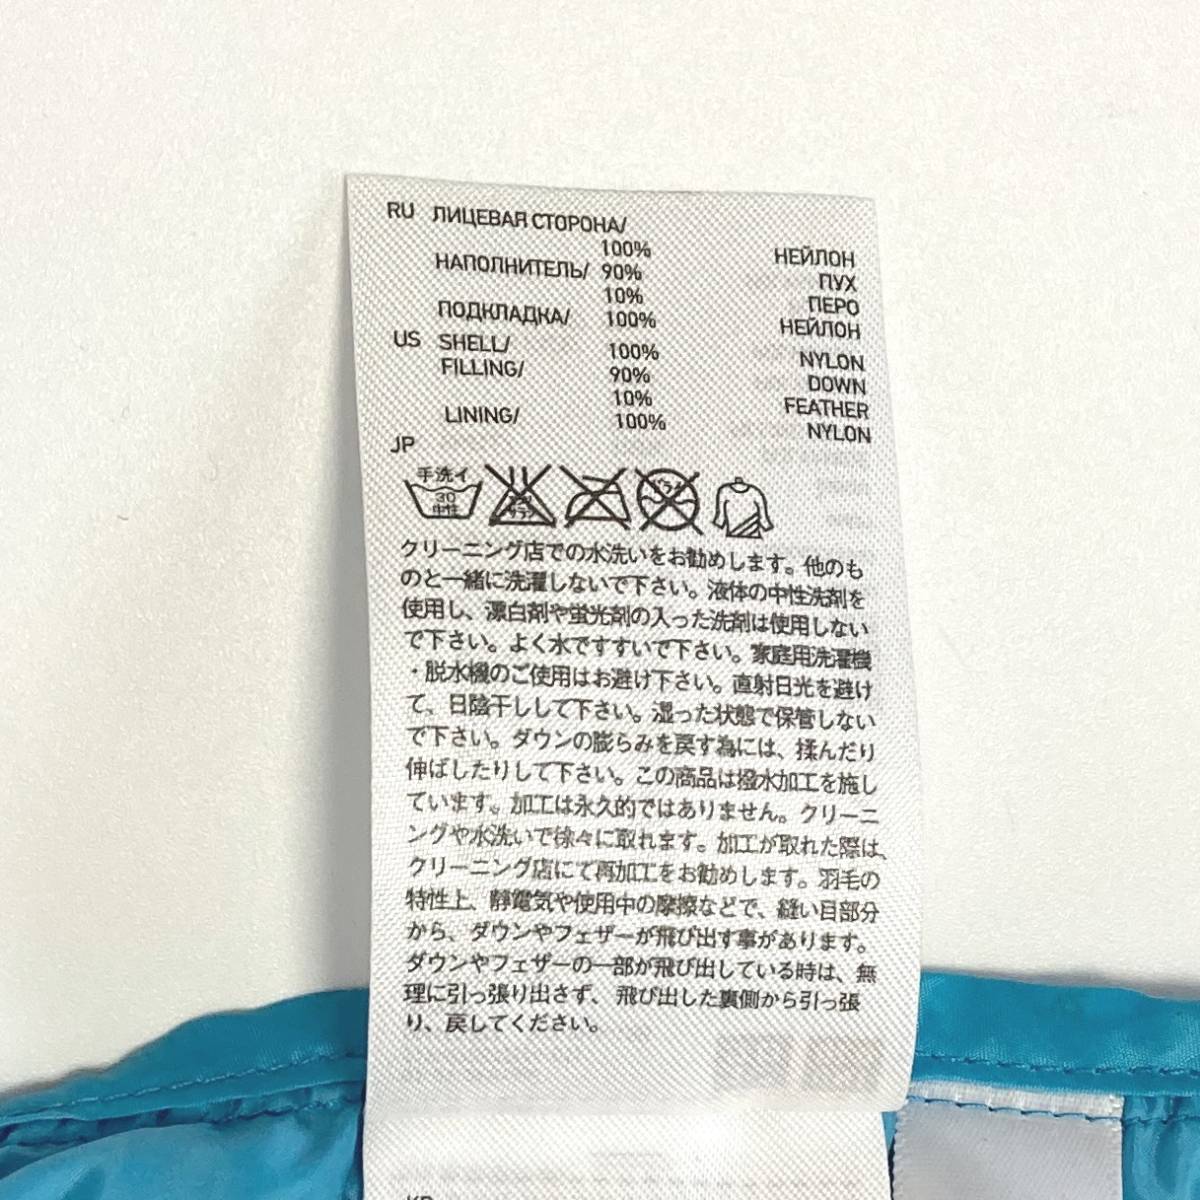 RU ЛИЦЕВАЯ СТОРОНА/
100% НЕЙЛОН
НАПОЛНИТЕЛЬ/ 90% ПУХ
10% ПЕРО
ПОДКЛАДКА/ 100% НЕЙЛОН
US SHELL/ 100% NYLON
FILLING/ 90% DOWN
10% FEATHER
LINING/ 100% NYLON
JP
手洗イ
30
中性
クリーニング店での水洗いをお勧めします。他のも
のと一緒に洗濯しないで下さい。液体の中性洗剤を
使用し、漂白剤や蛍光剤の入った洗剤は使用しない
で下さい。よく水ですすいで下さい。家庭用洗濯機
・脱水機のご使用はお避け下さい。直射日光を避け
て、日陰干しして下さい。湿った状態で保管しない
で下さい。ダウンの膨らみを戻す為には、揉んだり
伸ばしたりして下さい。この商品は撥水加工を施し
ています。加工は永久的ではありません。クリーニ
ングや水洗いで徐々に取れます。加工が取れた際は、
クリーニング店にて再加工をお勧めします。羽毛の
特性上、静電気や使用中の摩擦などで、縫い目部分
から、ダウンやフェザーが飛び出す事があります。
ダウンやフェザーの一部が飛び出している時は、無
理に引っ張り出さず、飛び出した裏側から引っ張
り、戻してください。